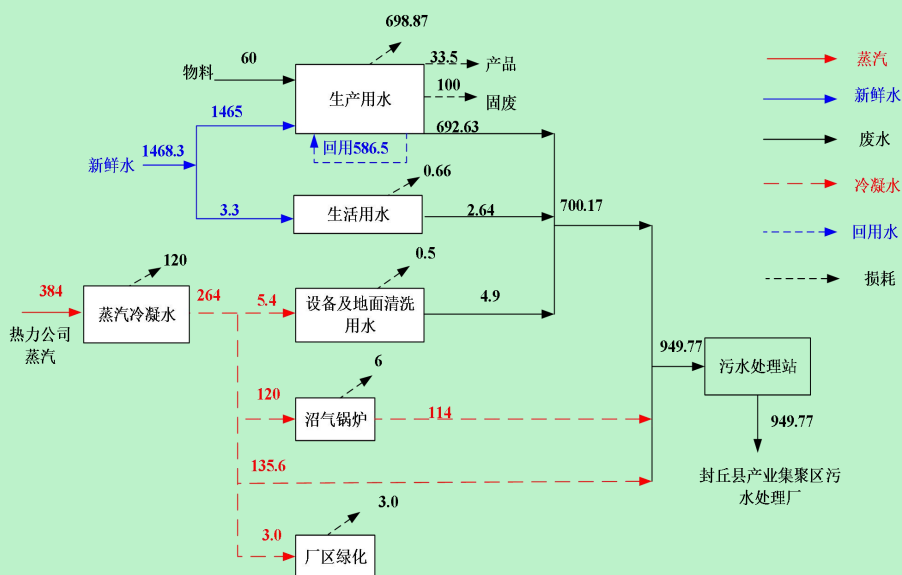 698.87
物料
60
生产用水
33.5
产品
100
固废
692.63
1465
新鲜水
1468.3
回用586.5
0.66
3.3
生活用水
2.64
700.17
384
热力公司
蒸汽
120
蒸汽冷凝水
264
5.4
0.5
设备及地面清洗
用水
4.9
120
6
沼气锅炉
114
949.77
污水处理站
949.77
封丘县产业集聚区污
水处理厂
135.6
3.0
3.0
厂区绿化
蒸汽
新鲜水
废水
冷凝水
回用水
损耗